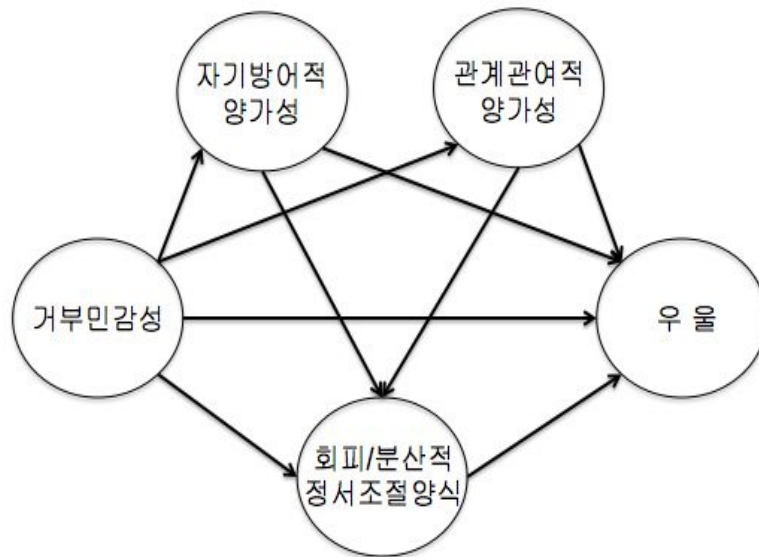 자기방어적
양가성
관계관여적
양가성
거부민감성
우 울
회피/분산적
정서조절양식